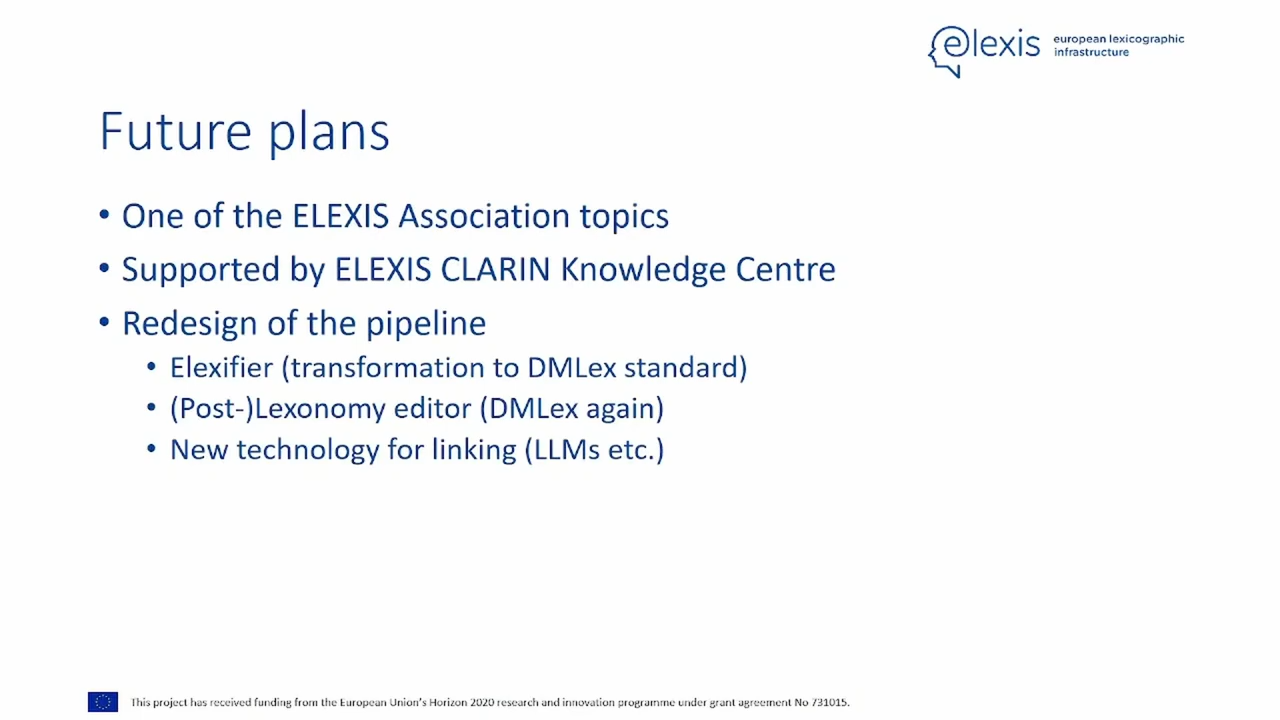 elexis european lexicographic
infrastructure
Future plans
• One of the ELEXIS Association topics
• Supported by ELEXIS CLARIN Knowledge Centre
• Redesign of the pipeline
• Elexifier (transformation to DMLex standard)
• (Post-)Lexonomy editor (DMLex again)
• New technology for linking (LLMs etc.)
This project has received funding from the European Union's Horizon 2020 research and innovation programme under grant agreement No 731015.